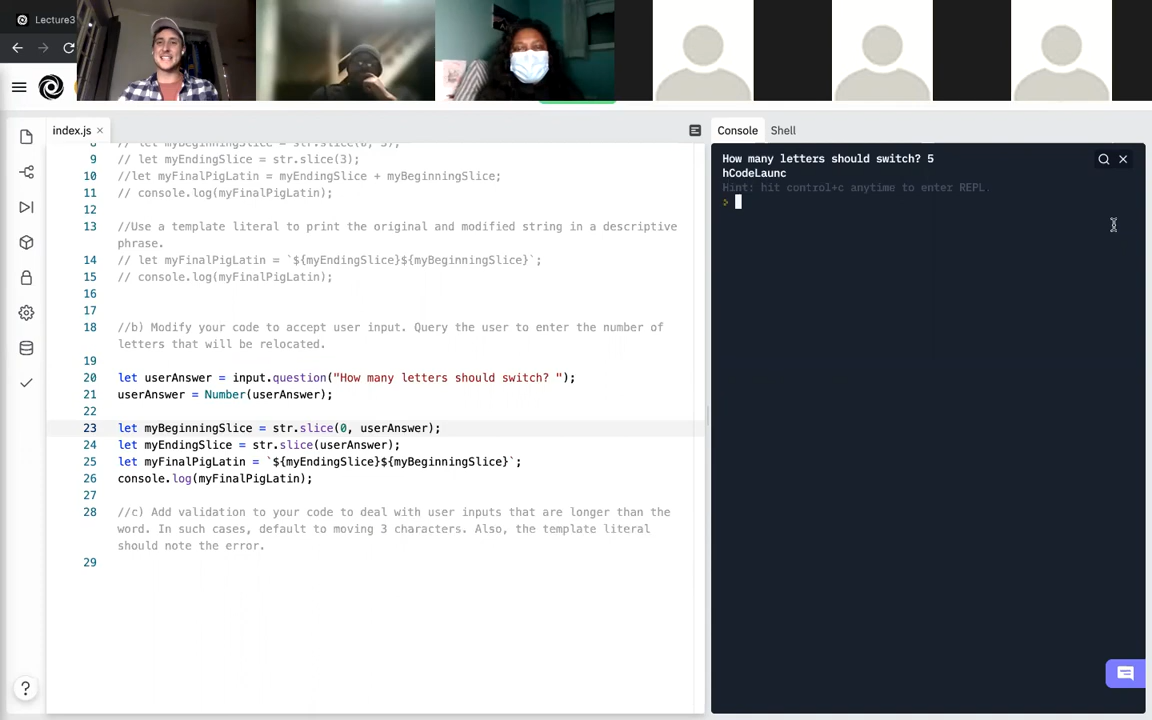 Lecture3
index.js
Console
Shell
8 // let myBeginningSlice = str.slice(0, 3);
9 // let myEndingSlice = str.slice(3);
10 //let myFinalPigLatin = myEndingSlice + myBeginningSlice;
11 // console.log(myFinalPigLatin);
12
13 //Use a template literal to print the original and modified string in a descriptive
phrase.
14 // let myFinalPigLatin = `${myEndingSlice}${myBeginningSlice}`;
15 // console.log(myFinalPigLatin);
16
17
18 //b) Modify your code to accept user input. Query the user to enter the number of
letters that will be relocated.
19
20 let userAnswer = input.question("How many letters should switch? ");
21 userAnswer = Number(userAnswer);
22
23 let myBeginningSlice = str.slice(0, userAnswer);
24 let myEndingSlice = str.slice(userAnswer);
25 let myFinalPigLatin = `${myEndingSlice}${myBeginningSlice}`;
26 console.log(myFinalPigLatin);
27
28 //c) Add validation to your code to deal with user inputs that are longer than the
word. In such cases, default to moving 3 characters. Also, the template literal
should note the error.
29
How many letters should switch? 5
hCodeLaunc
Hint: hit control+c anytime to enter REPL.
>
?